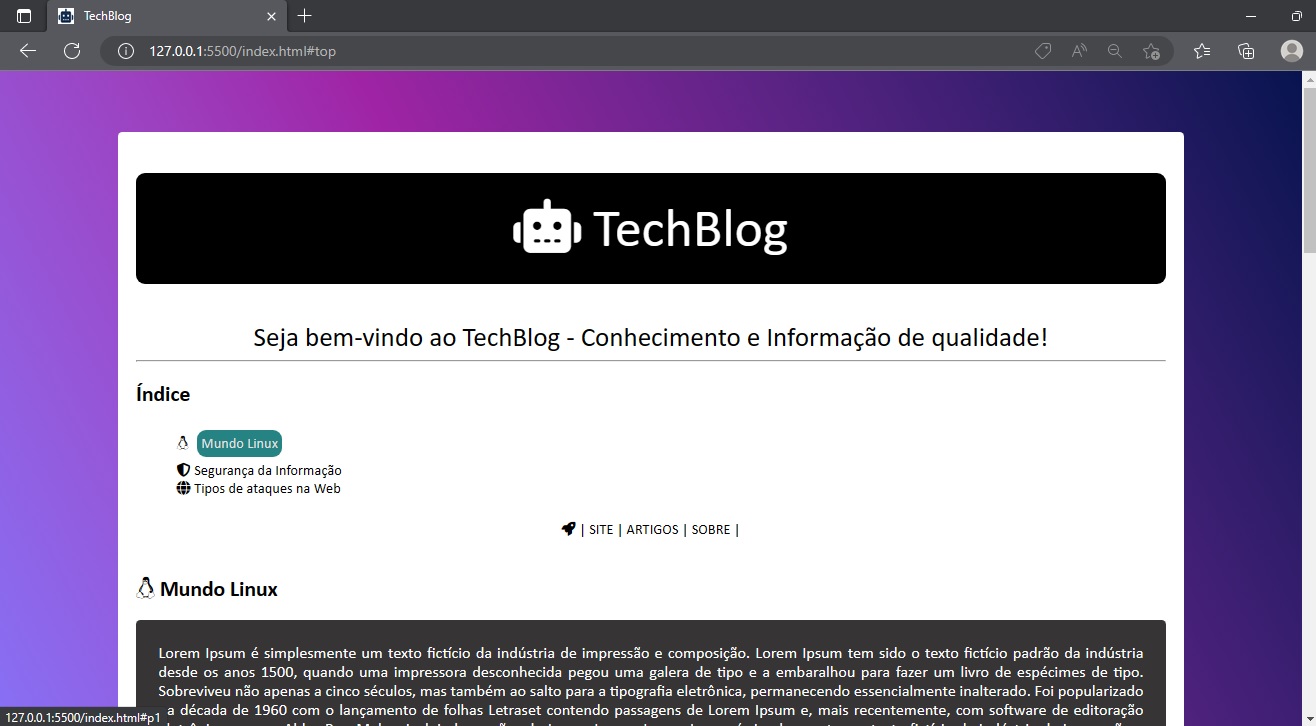 TechBlog
127.0.0.1:5500/index.html#top
TechBlog
Seja bem-vindo ao TechBlog - Conhecimento e Informação de qualidade!
Índice
Mundo Linux
Segurança da Informação
Tipos de ataques na Web
| SITE | ARTIGOS | SOBRE |
Mundo Linux
Lorem Ipsum é simplesmente um texto fictício da indústria de impressão e composição. Lorem Ipsum tem sido o texto fictício padrão da indústria
desde os anos 1500, quando uma impressora desconhecida pegou uma galera de tipo e a embaralhou para fazer um livro de espécimes de tipo.
Sobreviveu não apenas a cinco séculos, mas também ao salto para a tipografia eletrônica, permanecendo essencialmente inalterado. Foi popularizado
a década de 1960 com o lançamento de folhas Letraset contendo passagens de Lorem Ipsum e, mais recentemente, com software de editoração
127.0.0.1:5500/index.html#p1